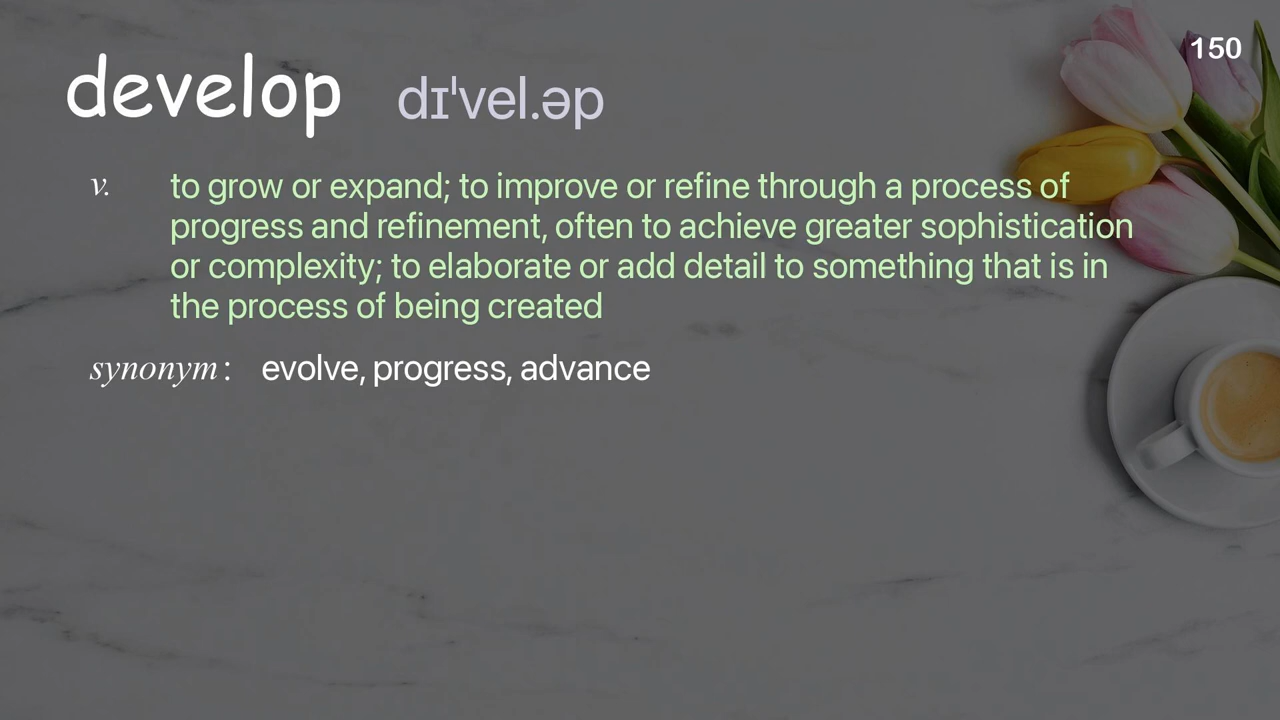 150
develop dɪˈvel.əp
v. to grow or expand; to improve or refine through a process of
progress and refinement, often to achieve greater sophistication
or complexity; to elaborate or add detail to something that is in
the process of being created
synonym: evolve, progress, advance